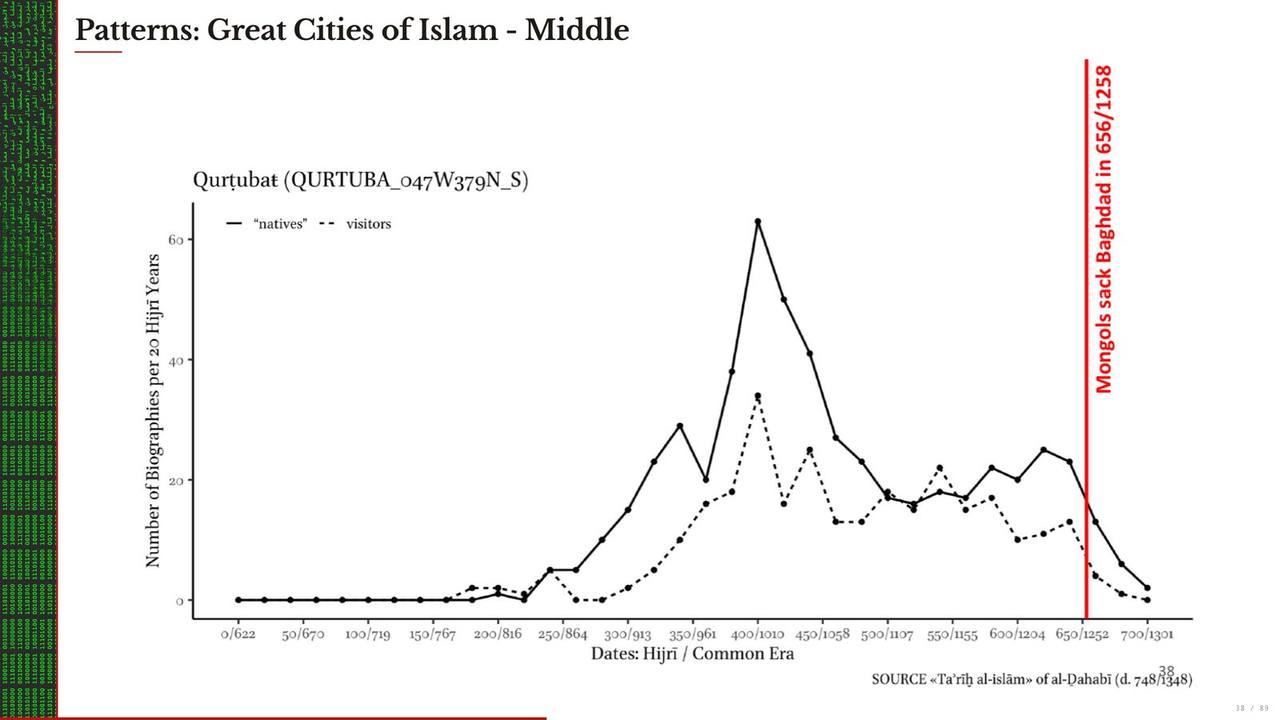 Patterns: Great Cities of Islam - Middle
Mongols sack Baghdad in 656/1258
Qurṭubaŧ (QURTUBA_047W379N_S)
“natives” visitors
Number of Biographies per 20 Hijrī Years
60
40
20
0
0/622 50/670 100/719 150/767 200/816 250/864 300/913 350/961 400/1010 450/1058 500/1107 550/1155 600/1204 650/1252 700/1301
Dates: Hijrī / Common Era
38
SOURCE «Taʾrīḫ al-islām» of al-Ḏahabī (d. 748/1348)
38 / 89